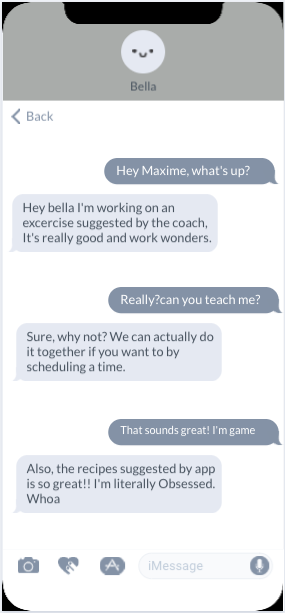 Bella
Back
Hey Maxime, what's up?
Hey bella I'm working on an
excercise suggested by the coach,
It's really good and work wonders.
Really?can you teach me?
Sure, why not? We can actually do
it together if you want to by
scheduling a time.
That sounds great! I'm game
Also, the recipes suggested by app
is so great!! I'm literally Obsessed.
Whoa
iMessage